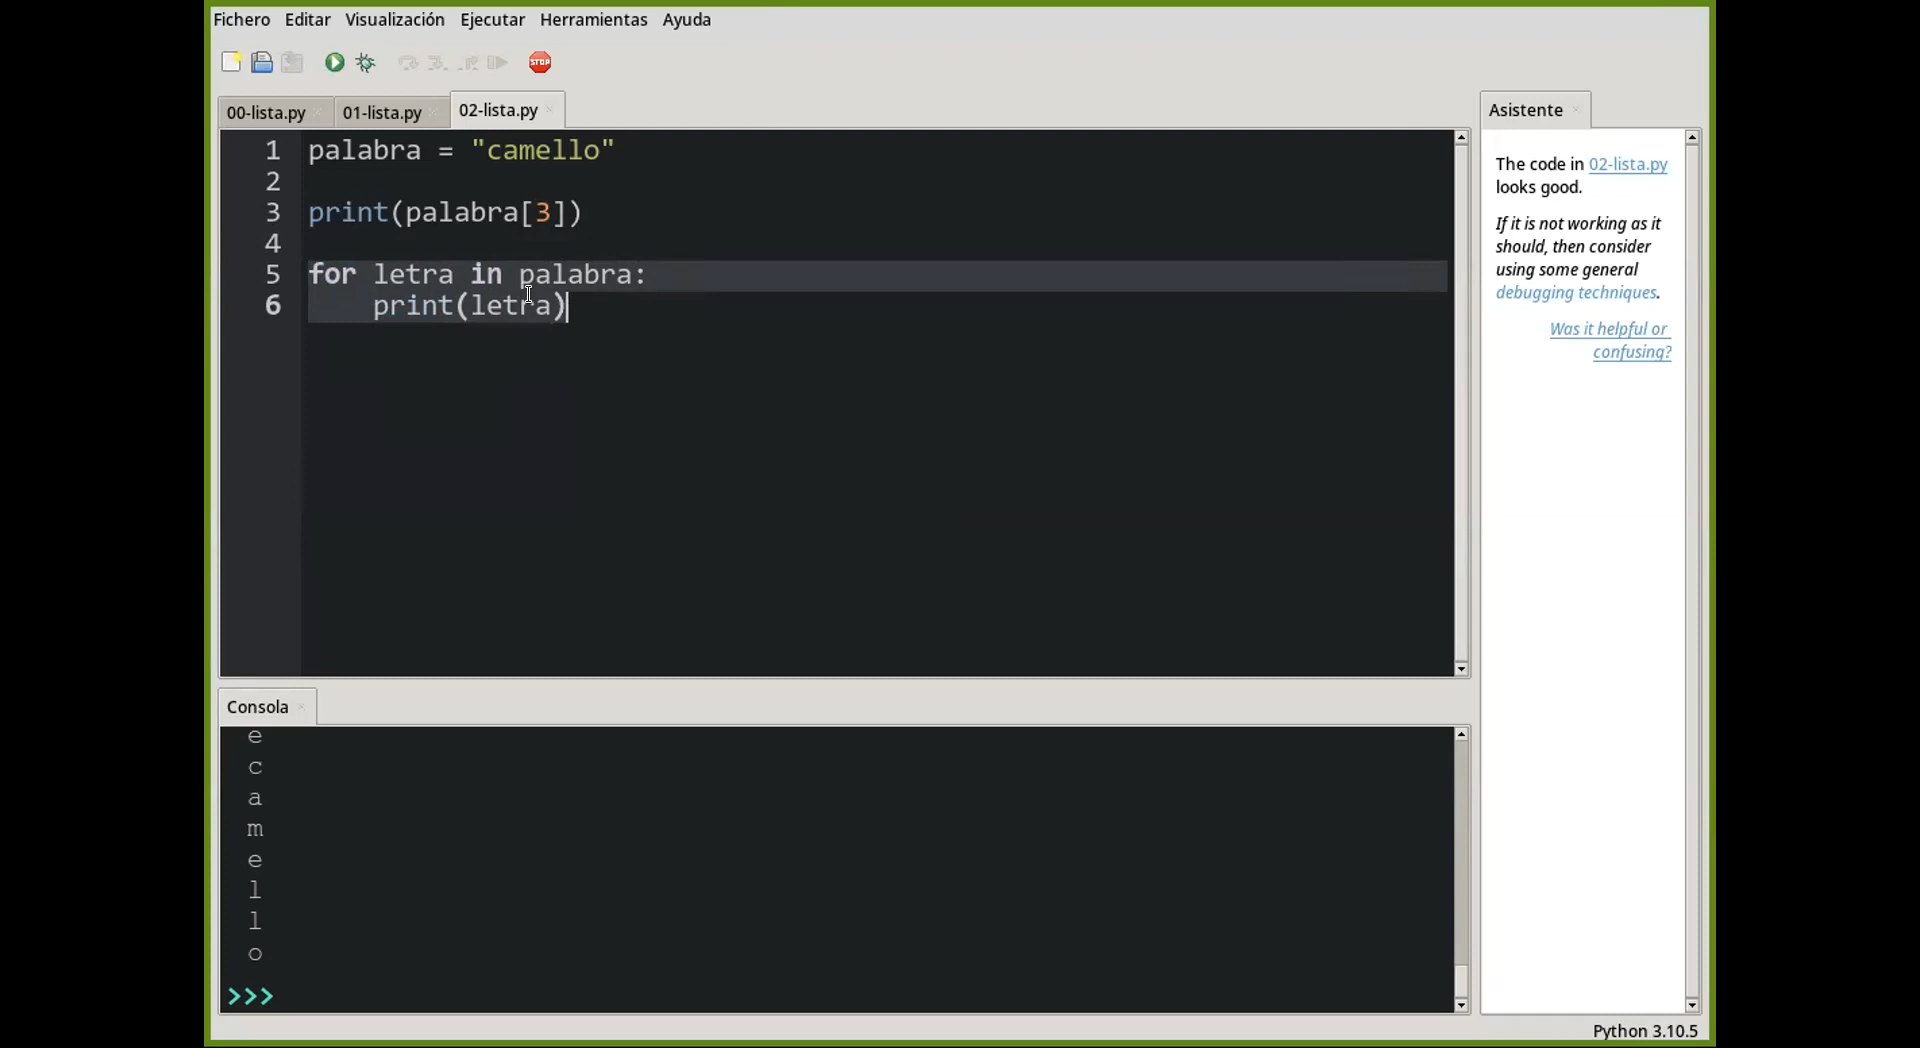 Fichero Editar Visualización Ejecutar Herramientas Ayuda
STOP
00-lista.py 01-lista.py 02-lista.py
1 palabra = "camello"
2
3 print(palabra[3])
4
5 for letra in palabra:
6     print(letra)
Asistente
The code in 02-lista.py
looks good.
If it is not working as it
should, then consider
using some general
debugging techniques.
Was it helpful or
confusing?
Consola
e
c
a
m
e
l
l
o
>>>
Python 3.10.5